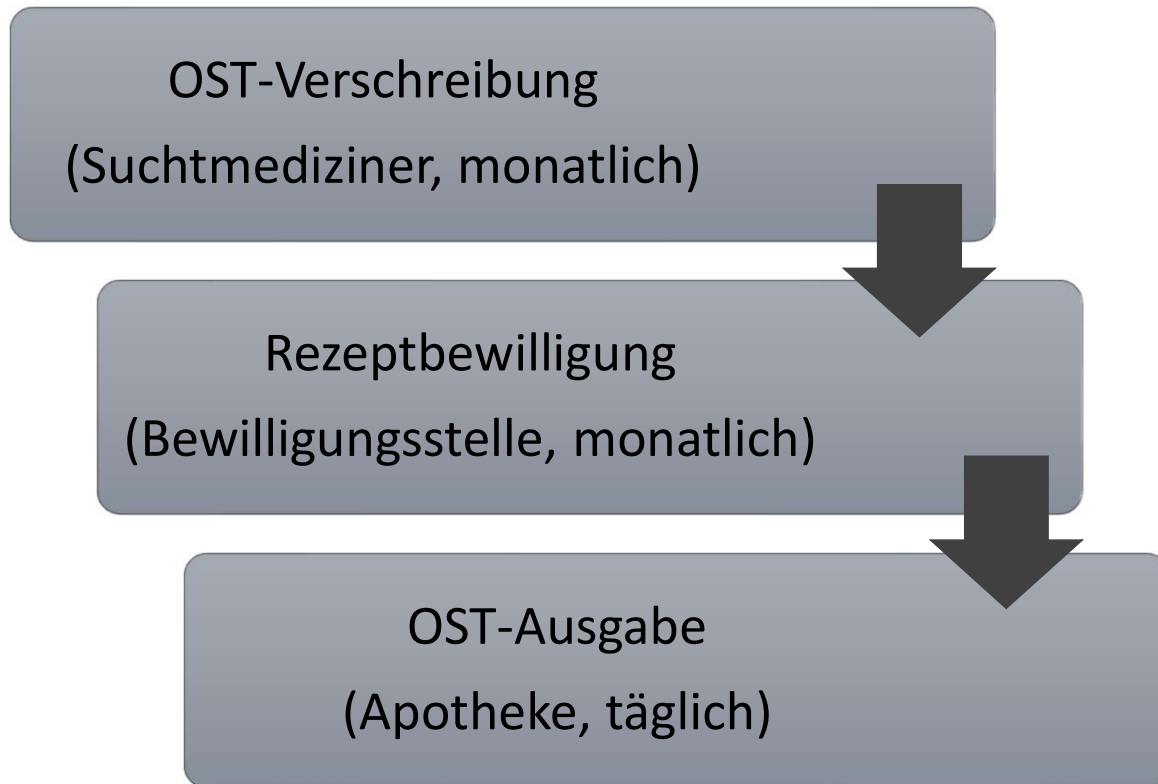 OST-Verschreibung
(Suchtmediziner, monatlich)
Rezeptbewilligung
(Bewilligungsstelle, monatlich)
OST-Ausgabe
(Apotheke, täglich)